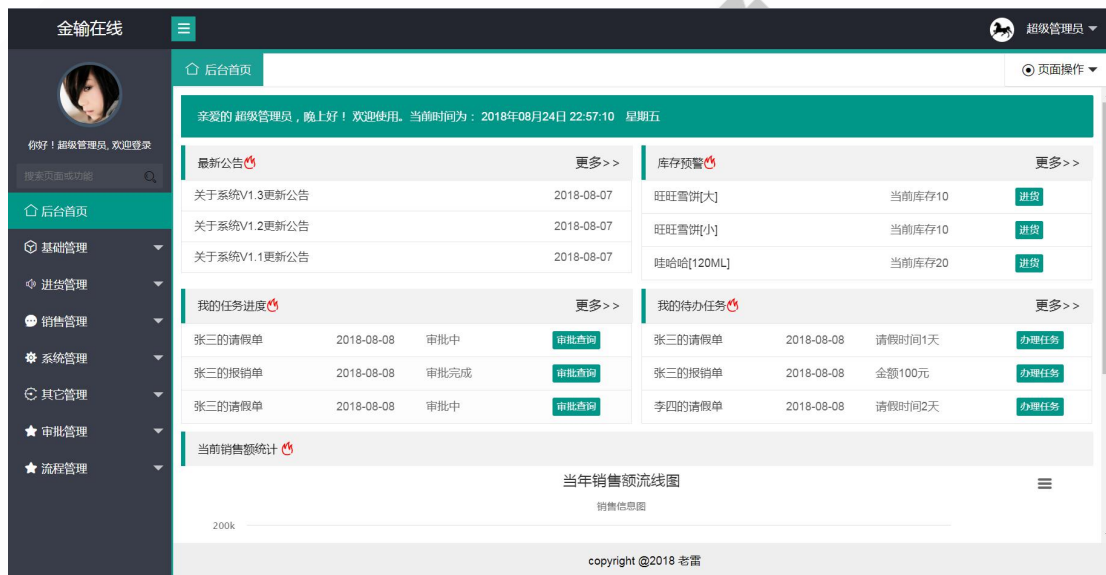 金输在线
超级管理员
后台首页
页面操作
亲爱的 超级管理员，晚上好！ 欢迎使用。当前时间为： 2018年08月24日 22:57:10 星期五
你好！超级管理员, 欢迎登录
搜索页面或功能
后台首页
基础管理
进货管理
销售管理
系统管理
其它管理
审批管理
流程管理
最新公告 更多>>
关于系统V1.3更新公告 2018-08-07
关于系统V1.2更新公告 2018-08-07
关于系统V1.1更新公告 2018-08-07
库存预警 更多>>
旺旺雪饼[大] 当前库存10 进货
旺旺雪饼[小] 当前库存10 进货
哇哈哈[120ML] 当前库存20 进货
我的任务进度 更多>>
张三的请假单 2018-08-08 审批中 审批查询
张三的报销单 2018-08-08 审批完成 审批查询
张三的请假单 2018-08-08 审批中 审批查询
我的待办任务 更多>>
张三的请假单 2018-08-08 请假时间1天 办理任务
张三的报销单 2018-08-08 金额100元 办理任务
李四的请假单 2018-08-08 请假时间2天 办理任务
当前销售额统计
当年销售额流线图
销售信息图
200k
copyright @2018 老雷